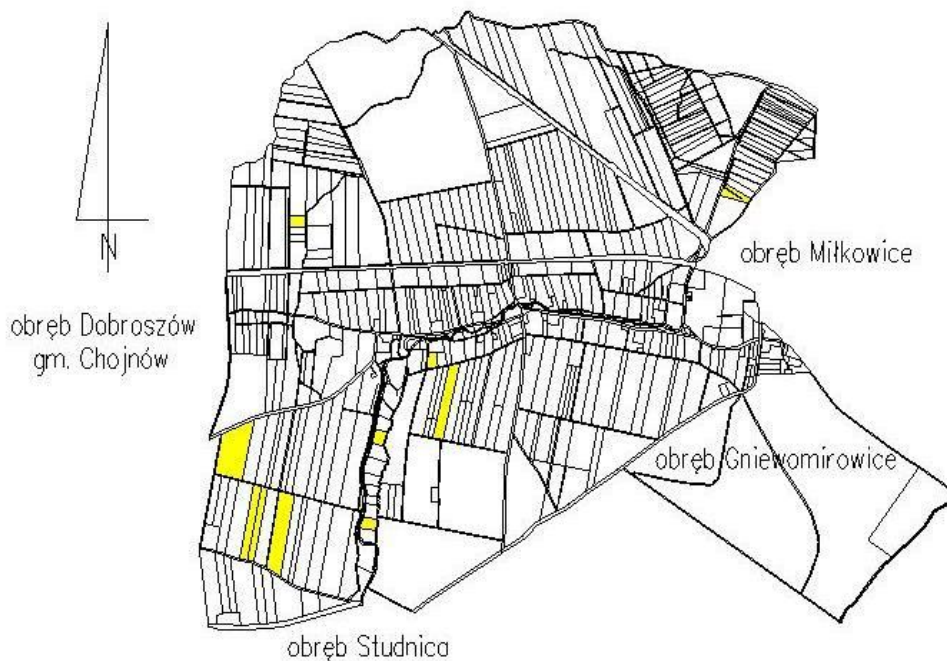 N
obręb Miłkowice
obręb Dobroszów
gm. Chojnów
obręb Gniewomirowice
obręb Studnica